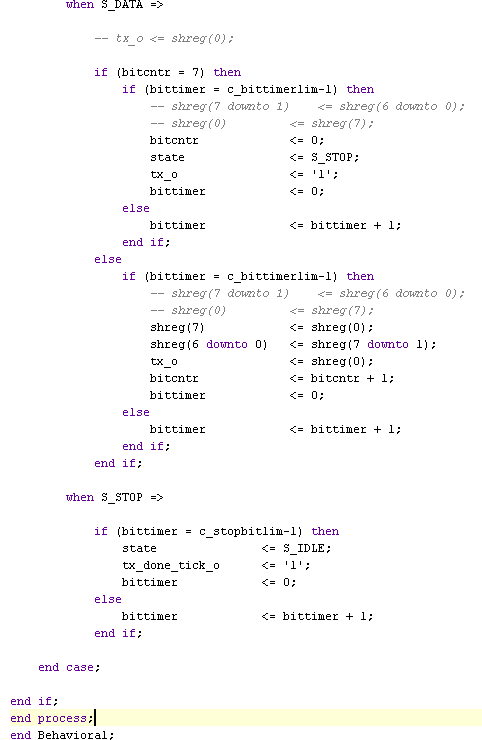 when S_DATA =>
-- tx_o <= shreg(0);
if (bitcntr = 7) then
if (bittimer = c_bittimerlim-1) then
-- shreg(7 downto 1) <= shreg(6 downto 0);
-- shreg(0) <= shreg(7);
bitcntr <= 0;
state <= S_STOP;
tx_o <= '1';
bittimer <= 0;
else
bittimer <= bittimer + 1;
end if;
else
if (bittimer = c_bittimerlim-1) then
-- shreg(7 downto 1) <= shreg(6 downto 0);
-- shreg(0) <= shreg(7);
shreg(7) <= shreg(0);
shreg(6 downto 0) <= shreg(7 downto 1);
tx_o <= shreg(0);
bitcntr <= bitcntr + 1;
bittimer <= 0;
else
bittimer <= bittimer + 1;
end if;
end if;
when S_STOP =>
if (bittimer = c_stopbitlim-1) then
state <= S_IDLE;
tx_done_tick_o <= '1';
bittimer <= 0;
else
bittimer <= bittimer + 1;
end if;
end case;
end if;
end process;
end Behavioral;